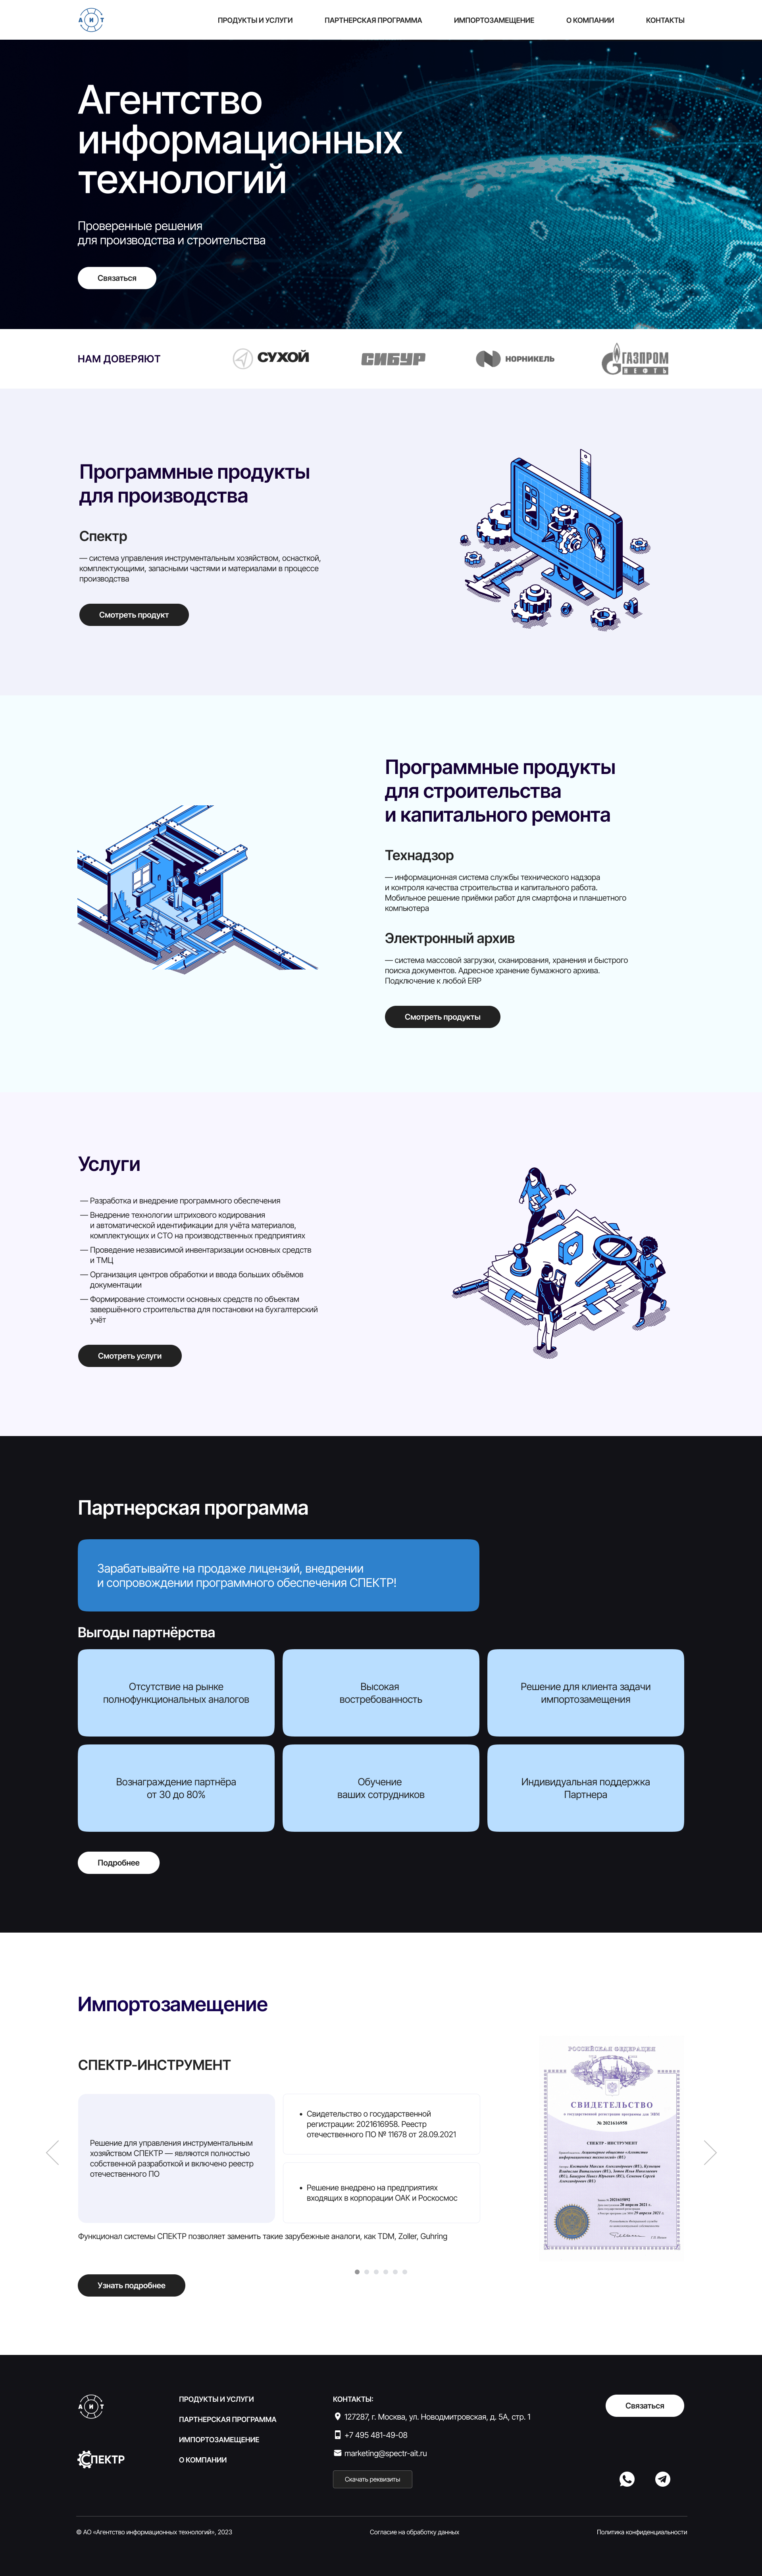 АИТ
ПРОДУКТЫ И УСЛУГИ
ПАРТНЕРСКАЯ ПРОГРАММА
ИМПОРТОЗАМЕЩЕНИЕ
О КОМПАНИИ
КОНТАКТЫ
Агентство
информационных
технологий
Проверенные решения
для производства и строительства
Связаться
НАМ ДОВЕРЯЮТ
СУХОЙ
СИБУР
НОРНИКЕЛЬ
ГАЗПРОМ
НЕФТЬ
Программные продукты
для производства
Спектр
— система управления инструментальным хозяйством, оснасткой,
комплектующими, запасными частями и материалами в процессе
производства
Смотреть продукт
Программные продукты
для строительства
и капитального ремонта
Технадзор
— информационная система службы технического надзора
и контроля качества строительства и капитального ремонта.
Мобильное решение приёмки работ для смартфона и планшетного
компьютера
Электронный архив
— система массовой загрузки, сканирования, хранения и быстрого
поиска документов. Адресное хранение бумажного архива.
Подключение к любой ERP
Смотреть продукты
Услуги
— Разработка и внедрение программного обеспечения
— Внедрение технологии штрихового кодирования
и автоматической идентификации для учёта материалов,
комплектующих и СТО на производственных предприятиях
— Проведение независимой инвентаризации основных средств
и ТМЦ
— Организация центров обработки и ввода больших объёмов
документации
— Формирование стоимости основных средств по объектам
завершённого строительства для постановки на бухгалтерский
учёт
Смотреть услуги
Партнерская программа
Зарабатывайте на продаже лицензий, внедрении
и сопровождении программного обеспечения СПЕКТР!
Выгоды партнёрства
Отсутствие на рынке
полнофункциональных аналогов
Высокая
востребованность
Решение для клиента задачи
импортозамещения
Вознаграждение партнёра
от 30 до 80%
Обучение
ваших сотрудников
Индивидуальная поддержка
Партнера
Подробнее
Импортозамещение
СПЕКТР-ИНСТРУМЕНТ
Решение для управления инструментальным
хозяйством СПЕКТР — являются полностью
собственной разработкой и включено реестр
отечественного ПО
• Свидетельство о государственной
регистрации: 2021616958. Реестр
отечественного ПО № 11678 от 28.09.2021
• Решение внедрено на предприятиях
входящих в корпорации ОАК и Роскосмос
Функционал системы СПЕКТР позволяет заменить такие зарубежные аналоги, как TDM, Zoller, Guhring
Узнать подробнее
РОССИЙСКАЯ ФЕДЕРАЦИЯ
СВИДЕТЕЛЬСТВО
о государственной регистрации программы для ЭВМ
№ 2021616958
СПЕКТР - ИНСТРУМЕНТ
АИТ
СПЕКТР
ПРОДУКТЫ И УСЛУГИ
ПАРТНЕРСКАЯ ПРОГРАММА
ИМПОРТОЗАМЕЩЕНИЕ
О КОМПАНИИ
КОНТАКТЫ:
127287, г. Москва, ул. Новодмитровская, д. 5А, стр. 1
+7 495 481-49-08
marketing@spectr-ait.ru
Скачать реквизиты
Связаться
© АО «Агентство информационных технологий», 2023
Согласие на обработку данных
Политика конфиденциальности